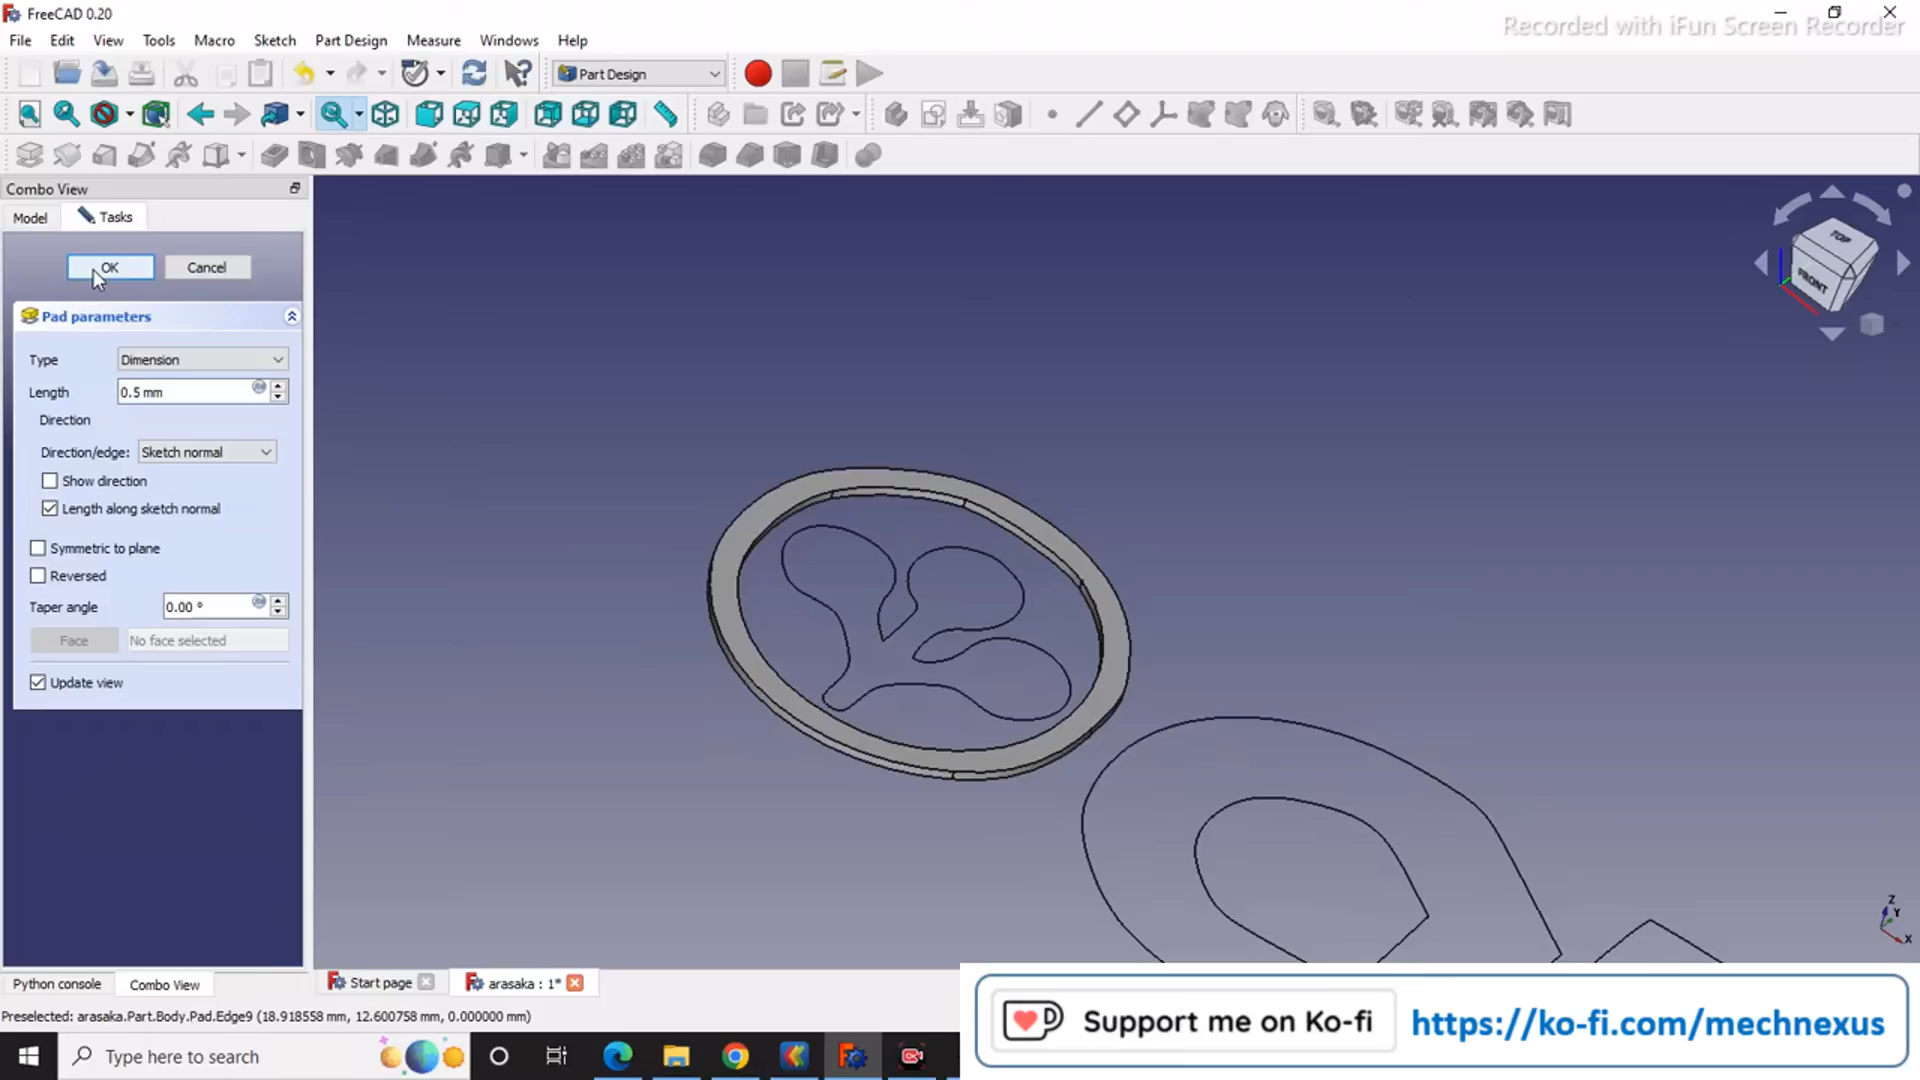 FreeCAD 0.20
Recorded with iFun Screen Recorder
File Edit View Tools Macro Sketch Part Design Measure Windows Help
Part Design
Combo View
Model Tasks
OK Cancel
Pad parameters
Type Dimension
Length 0.5 mm
Direction
Direction/edge: Sketch normal
Show direction
Length along sketch normal
Symmetric to plane
Reversed
Taper angle 0.00 °
Face No face selected
Update view
TOP
FRONT
Z
Y
X
Python console Combo View Start page arasaka : 1*
Preselected: arasaka.Part.Body.Pad.Edge9 (18.918558 mm, 12.600758 mm, 0.000000 mm)
Support me on Ko-fi https://ko-fi.com/mechnexus
Type here to search